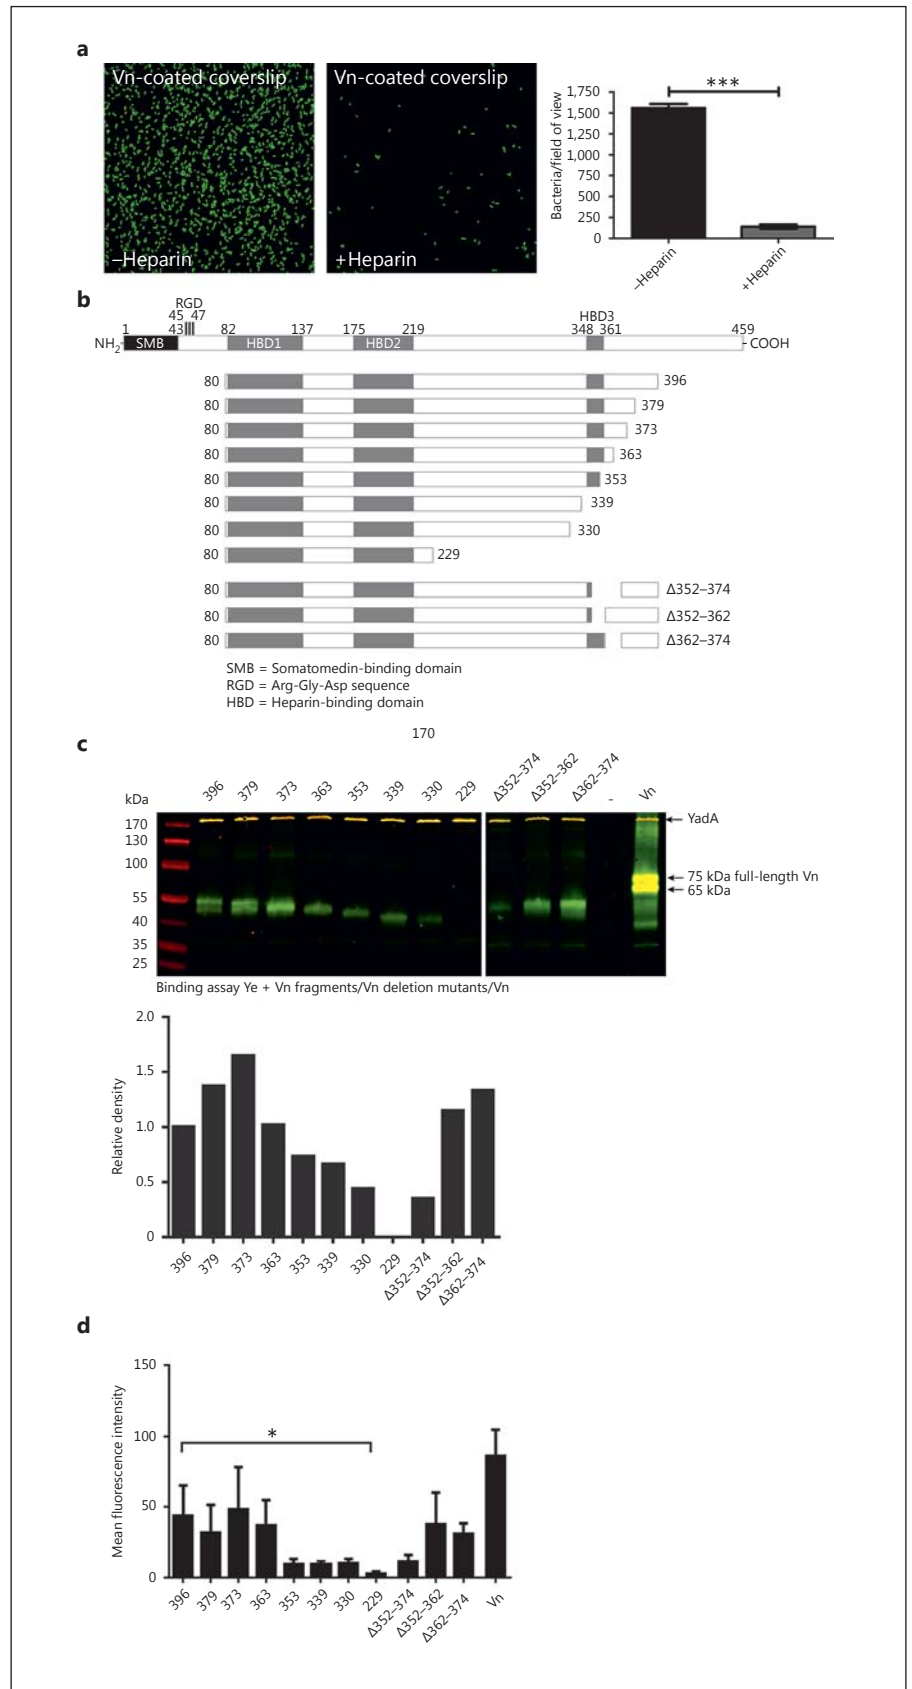 a
Vn-coated coverslip
–Heparin
Vn-coated coverslip
+Heparin
***
Bacteria/field of view
1,750
1,500
1,250
1,000
750
500
250
0
–Heparin
+Heparin
b
RGD
45 47
1 43 82 137 175 219 348 361 459
HBD3
NH2 SMB HBD1 HBD2 COOH
80 396
80 379
80 373
80 363
80 353
80 339
80 330
80 229
80 Δ352–374
80 Δ352–362
80 Δ362–374
SMB = Somatomedin-binding domain
RGD = Arg-Gly-Asp sequence
HBD = Heparin-binding domain
170
c
kDa 396 379 373 363 353 339 330 229 Δ352–374 Δ352–362 Δ362–374 - Vn
170
130
100
55
40
35
25
YadA
75 kDa full-length Vn
65 kDa
Binding assay Ye + Vn fragments/Vn deletion mutants/Vn
Relative density
2.0
1.5
1.0
0.5
0
396 379 373 363 353 339 330 229 Δ352–374 Δ352–362 Δ362–374
d
Mean fluorescence intensity
150
100
50
0
*
396 379 373 363 353 339 330 229 Δ352–374 Δ352–362 Δ362–374 Vn